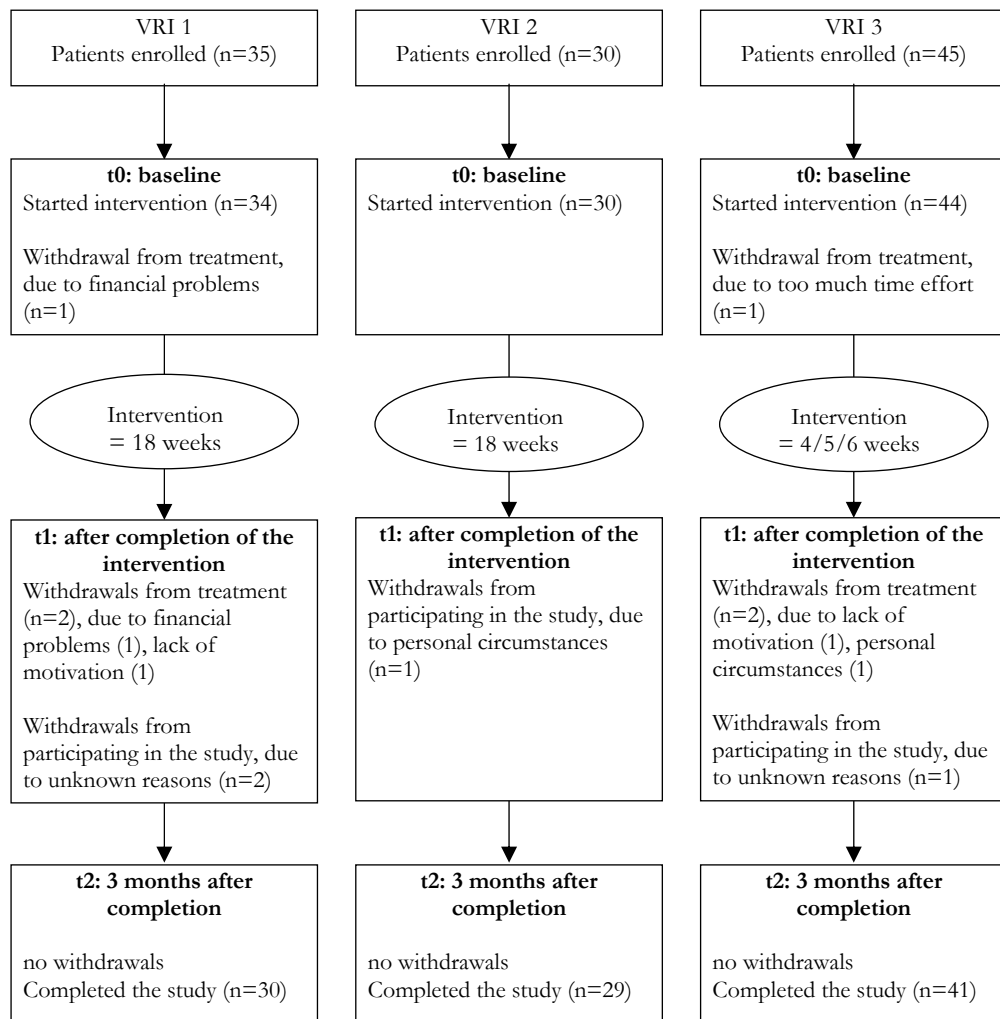 VRI 1
Patients enrolled (n=35)
t0: baseline
Started intervention (n=34)
Withdrawal from treatment,
due to financial problems
(n=1)
Intervention
= 18 weeks
t1: after completion of the
intervention
Withdrawals from treatment
(n=2), due to financial
problems (1), lack of
motivation (1)
Withdrawals from
participating in the study, due
to unknown reasons (n=2)
t2: 3 months after
completion
no withdrawals
Completed the study (n=30)
VRI 2
Patients enrolled (n=30)
t0: baseline
Started intervention (n=30)
Intervention
= 18 weeks
t1: after completion of the
intervention
Withdrawals from
participating in the study, due
to personal circumstances
(n=1)
t2: 3 months after
completion
no withdrawals
Completed the study (n=29)
VRI 3
Patients enrolled (n=45)
t0: baseline
Started intervention (n=44)
Withdrawal from treatment,
due to too much time effort
(n=1)
Intervention
= 4/5/6 weeks
t1: after completion of the
intervention
Withdrawals from treatment
(n=2), due to lack of
motivation (1), personal
circumstances (1)
Withdrawals from
participating in the study, due
to unknown reasons (n=1)
t2: 3 months after
completion
no withdrawals
Completed the study (n=41)